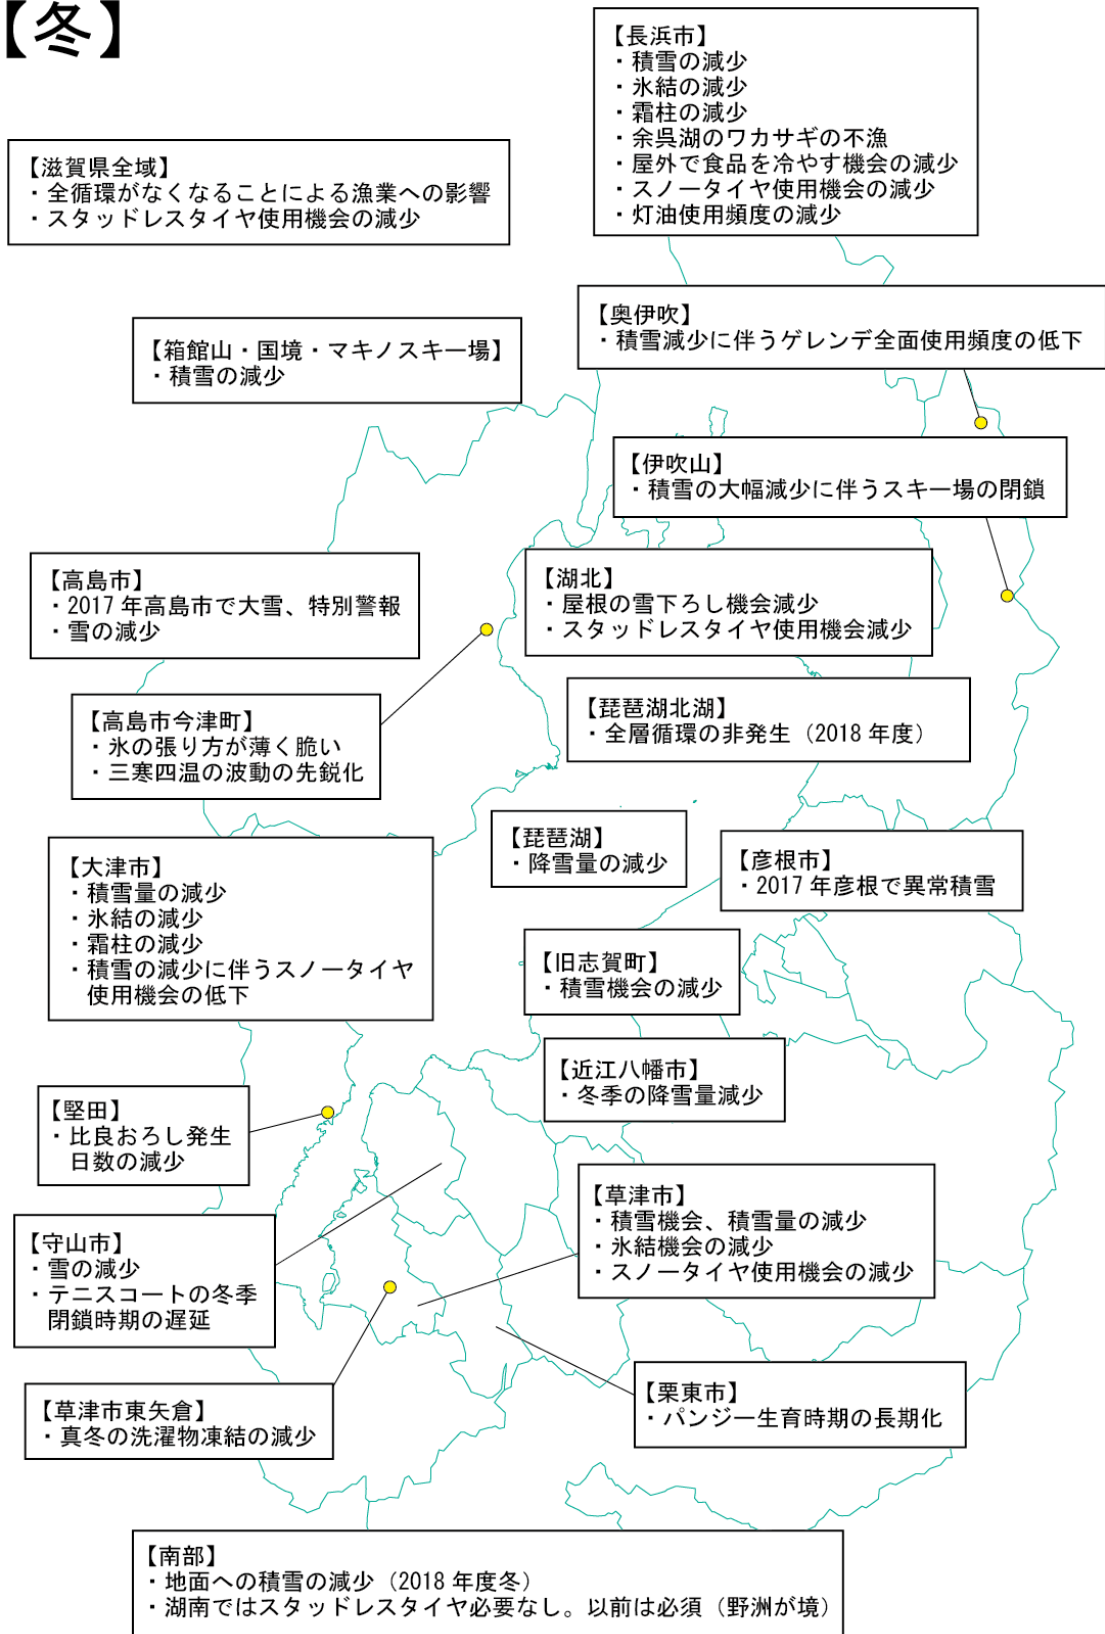 【冬】
【長浜市】
・積雪の減少
・氷結の減少
・霜柱の減少
・余呉湖のワカサギの不漁
・屋外で食品を冷やす機会の減少
・スノータイヤ使用機会の減少
・灯油使用頻度の減少
【滋賀県全域】
・全循環がなくなることによる漁業への影響
・スタッドレスタイヤ使用機会の減少
【奥伊吹】
・積雪減少に伴うゲレンデ全面使用頻度の低下
【箱館山・国境・マキノスキー場】
・積雪の減少
【伊吹山】
・積雪の大幅減少に伴うスキー場の閉鎖
【高島市】
・2017 年高島市で大雪、特別警報
・雪の減少
【湖北】
・屋根の雪下ろし機会減少
・スタッドレスタイヤ使用機会減少
【高島市今津町】
・氷の張り方が薄く脆い
・三寒四温の波動の先鋭化
【琵琶湖北湖】
・全層循環の非発生（2018 年度）
【琵琶湖】
・降雪量の減少
【彦根市】
・2017 年彦根で異常積雪
【大津市】
・積雪量の減少
・氷結の減少
・霜柱の減少
・積雪の減少に伴うスノータイヤ
使用機会の低下
【旧志賀町】
・積雪機会の減少
【近江八幡市】
・冬季の降雪量減少
【堅田】
・比良おろし発生
日数の減少
【草津市】
・積雪機会、積雪量の減少
・氷結機会の減少
・スノータイヤ使用機会の減少
【守山市】
・雪の減少
・テニスコートの冬季
閉鎖時期の遅延
【栗東市】
・パンジー生育時期の長期化
【草津市東矢倉】
・真冬の洗濯物凍結の減少
【南部】
・地面への積雪の減少（2018 年度冬）
・湖南ではスタッドレスタイヤ必要なし。以前は必須（野洲が境）